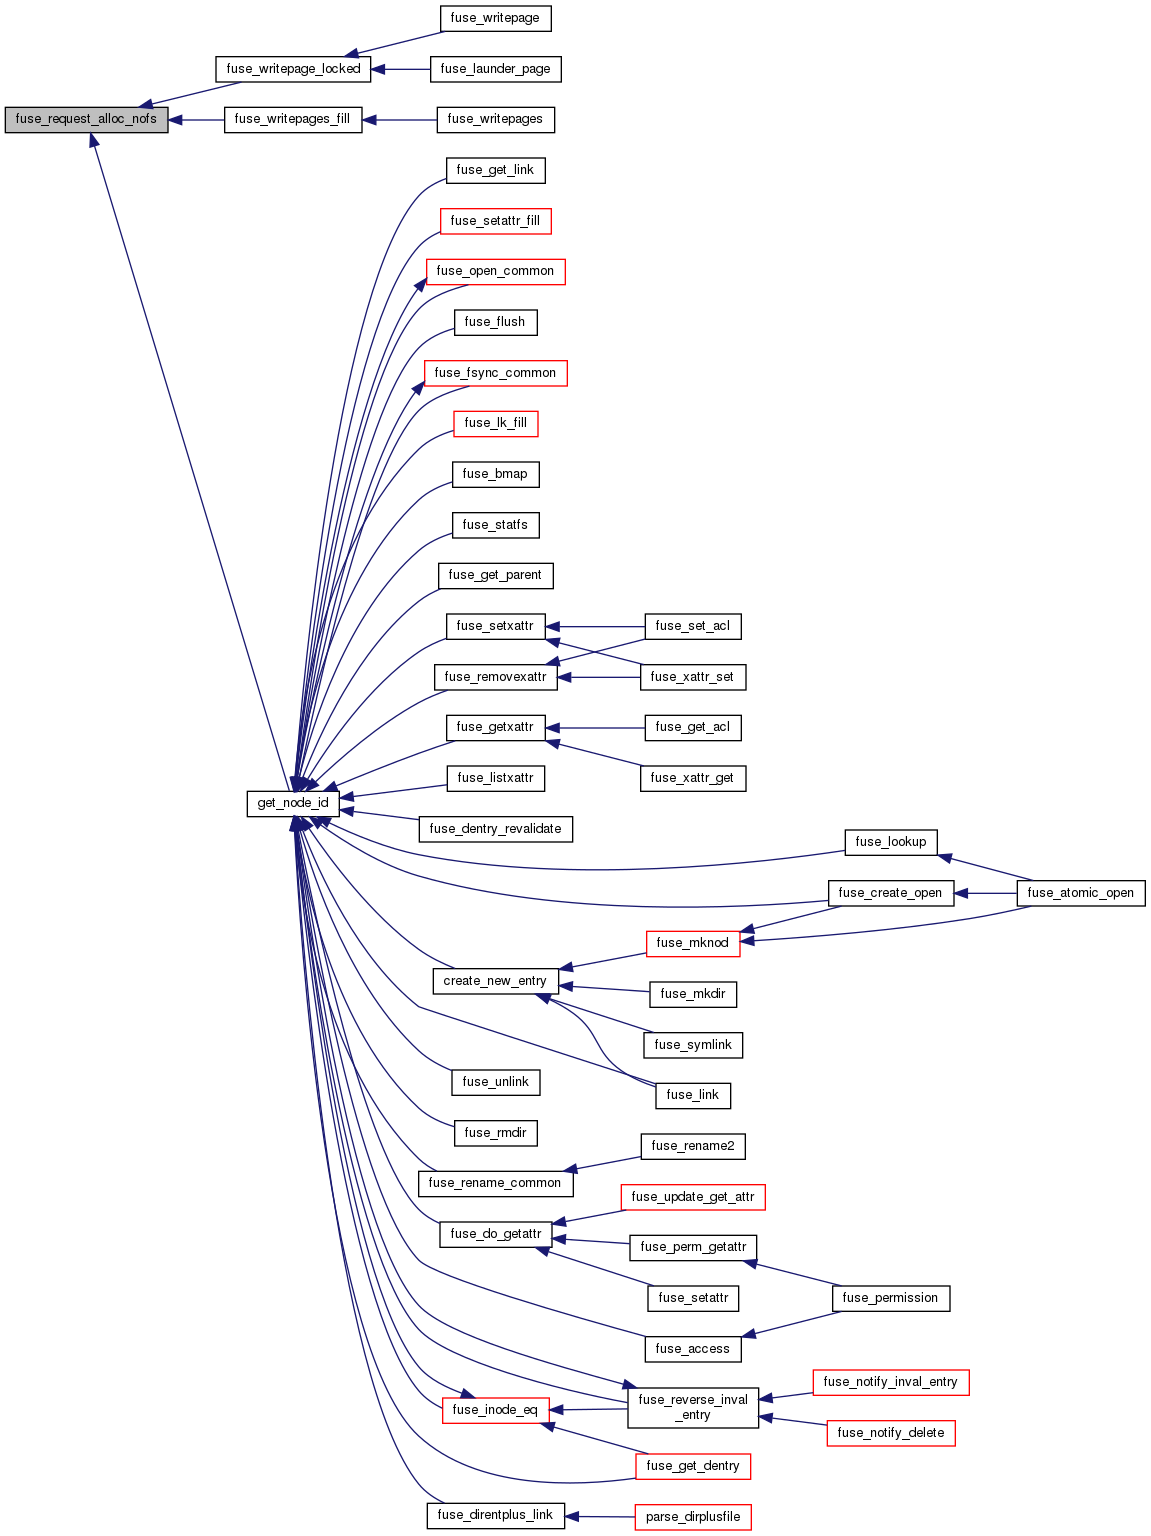 fuse_writepage
fuse_writepage_locked
fuse_launder_page
fuse_request_alloc_nofs
fuse_writepages_fill
fuse_writepages
fuse_get_link
fuse_setattr_fill
fuse_open_common
fuse_flush
fuse_fsync_common
fuse_lk_fill
fuse_bmap
fuse_statfs
fuse_get_parent
fuse_setxattr
fuse_set_acl
fuse_removexattr
fuse_xattr_set
fuse_getxattr
fuse_get_acl
fuse_listxattr
fuse_xattr_get
get_node_id
fuse_dentry_revalidate
fuse_lookup
fuse_create_open
fuse_atomic_open
fuse_mknod
create_new_entry
fuse_mkdir
fuse_symlink
fuse_unlink
fuse_link
fuse_rmdir
fuse_rename2
fuse_rename_common
fuse_update_get_attr
fuse_do_getattr
fuse_perm_getattr
fuse_setattr
fuse_permission
fuse_access
fuse_notify_inval_entry
fuse_inode_eq
fuse_reverse_inval
_entry
fuse_notify_delete
fuse_get_dentry
fuse_direntplus_link
parse_dirplusfile